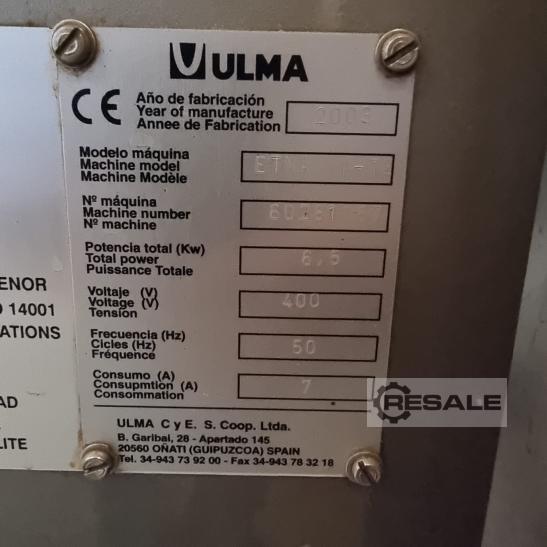 ULMA
CE
Año de fabricación
Year of manufacture
Annee de Fabrication
Modelo máquina
Machine model
Machine Modèle
Nº máquina
Machine number
Nº machine
Potencia total (Kw)
Total power
Puissance Totale
6,5
Voltaje (V)
Voltage (V)
Tension
400
Frecuencia (Hz)
Cicles (Hz)
Fréquence
50
Consumo (A)
Consupmtion (A)
Consommation
7
ULMA C y E. S. Coop. Ltda.
B. Garibai, 28 - Apartado 145
20560 OÑATI (GUIPUZCOA) SPAIN
Tel. 34-943 73 92 00 - Fax 34-943 78 32 18
ENOR
14001
ATIONS
AD
LITE
RESALE